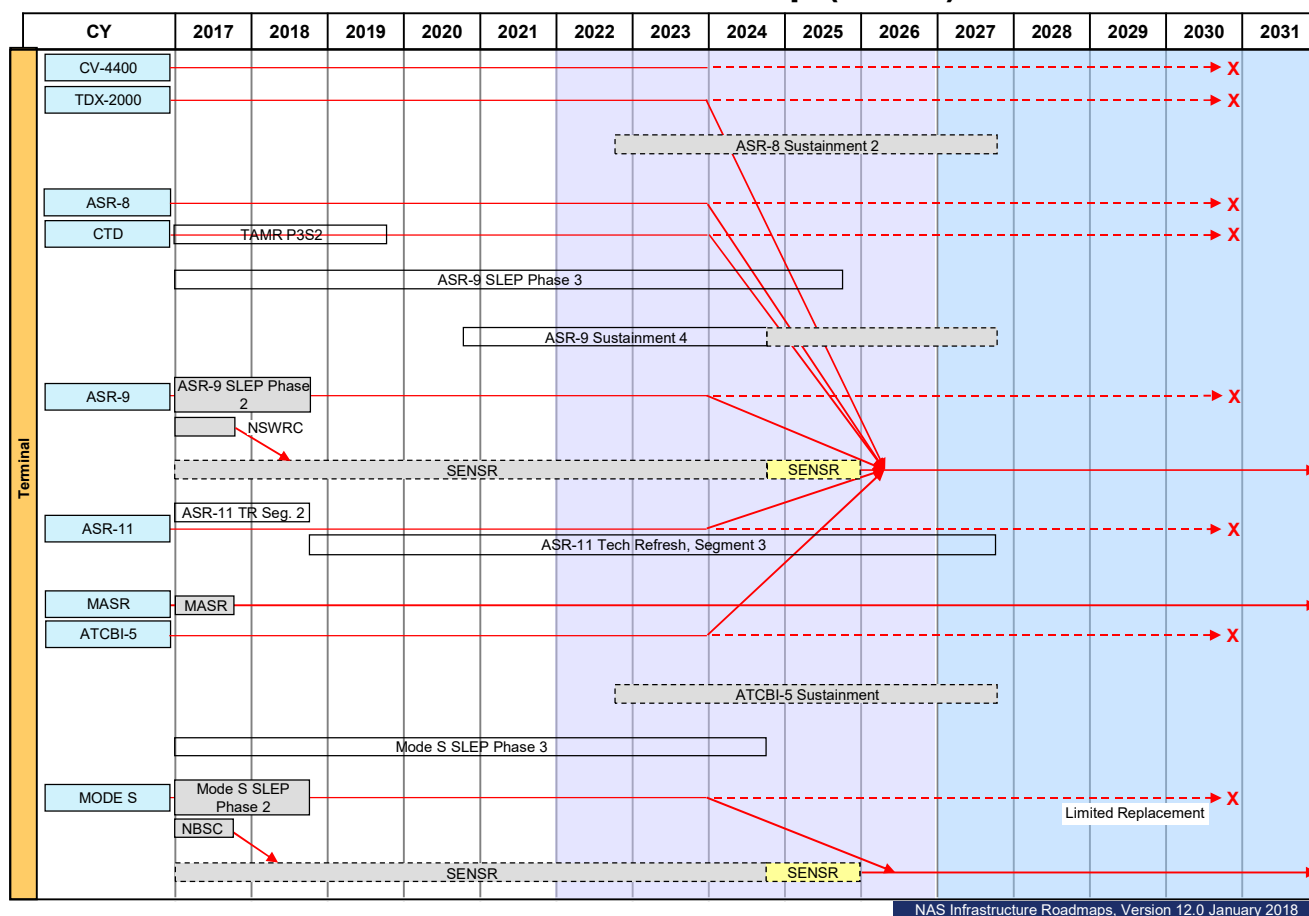 CY 2017 2018 2019 2020 2021 2022 2023 2024 2025 2026 2027 2028 2029 2030 2031
Terminal
CV-4400
X
TDX-2000
X
ASR-8 Sustainment 2
ASR-8
X
CTD
TAMR P3S2
X
ASR-9 SLEP Phase 3
ASR-9 Sustainment 4
ASR-9
ASR-9 SLEP Phase
2
X
NSWRC
SENSR
SENSR
ASR-11 TR Seg. 2
ASR-11
X
ASR-11 Tech Refresh, Segment 3
MASR
MASR
ATCBI-5
X
ATCBI-5 Sustainment
Mode S SLEP Phase 3
MODE S
Mode S SLEP
Phase 2
X
Limited Replacement
NBSC
SENSR
SENSR
NAS Infrastructure Roadmaps, Version 12.0 January 2018